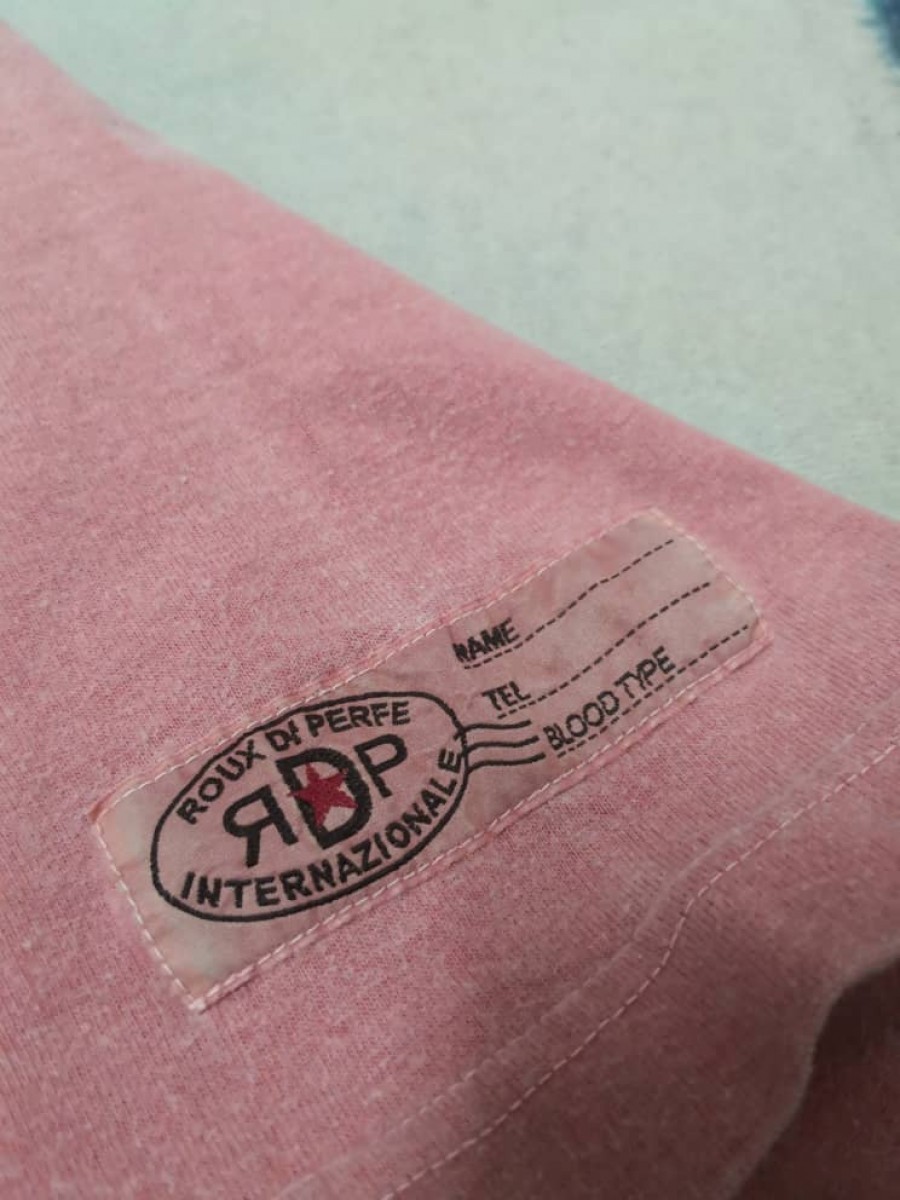 ROUX DI PERFE
RDP
INTERNAZIONALE
NAME
TEL
BLOOD TYPE